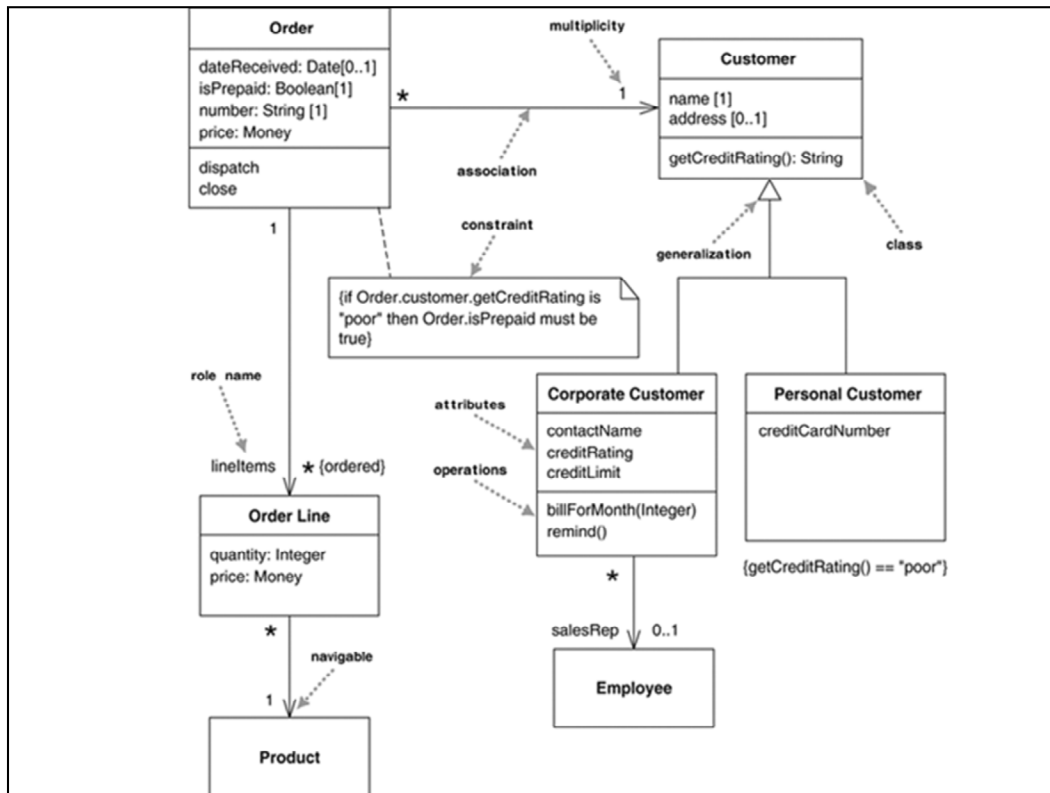 Order
dateReceived: Date[0..1]
isPrepaid: Boolean[1]
number: String [1]
price: Money
dispatch
close
multiplicity
* 1
association
Customer
name [1]
address [0..1]
getCreditRating(): String
class
generalization
1
constraint
{if Order.customer.getCreditRating is
"poor" then Order.isPrepaid must be
true}
role name
lineItems * {ordered}
Order Line
quantity: Integer
price: Money
*
navigable
1
Product
attributes
operations
Corporate Customer
contactName
creditRating
creditLimit
billForMonth(Integer)
remind()
*
salesRep 0..1
Employee
Personal Customer
creditCardNumber
{getCreditRating() == "poor"}